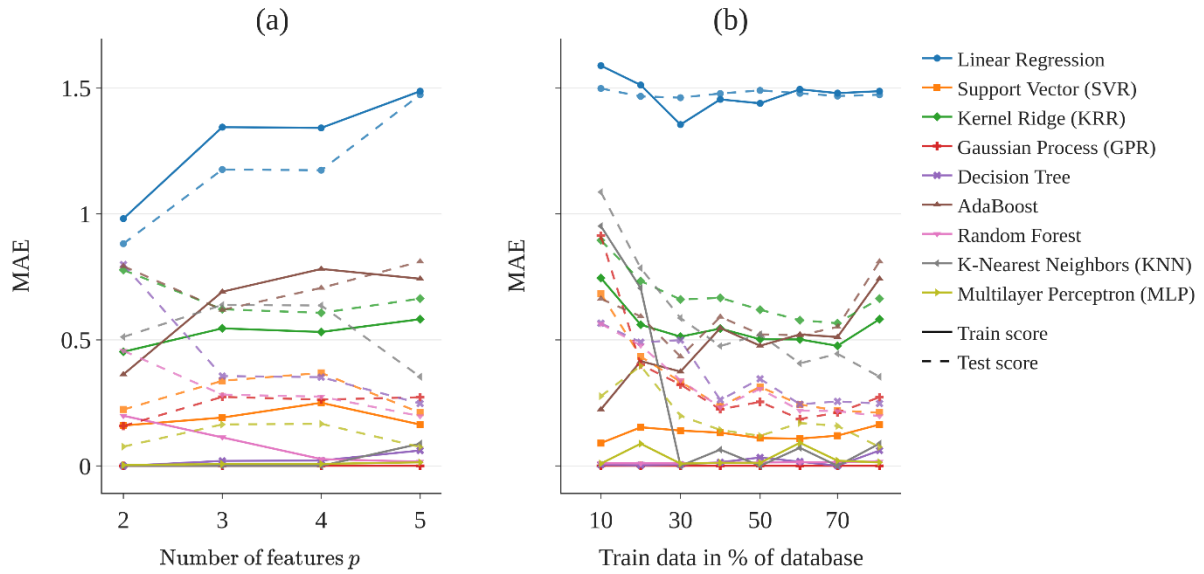 (a)
(b)
1.5
1
0.5
0
MAE
2 3 4 5
Number of features p
MAE
10 30 50 70
Train data in % of database
Linear Regression
Support Vector (SVR)
Kernel Ridge (KRR)
Gaussian Process (GPR)
Decision Tree
AdaBoost
Random Forest
K-Nearest Neighbors (KNN)
Multilayer Perceptron (MLP)
Train score
Test score